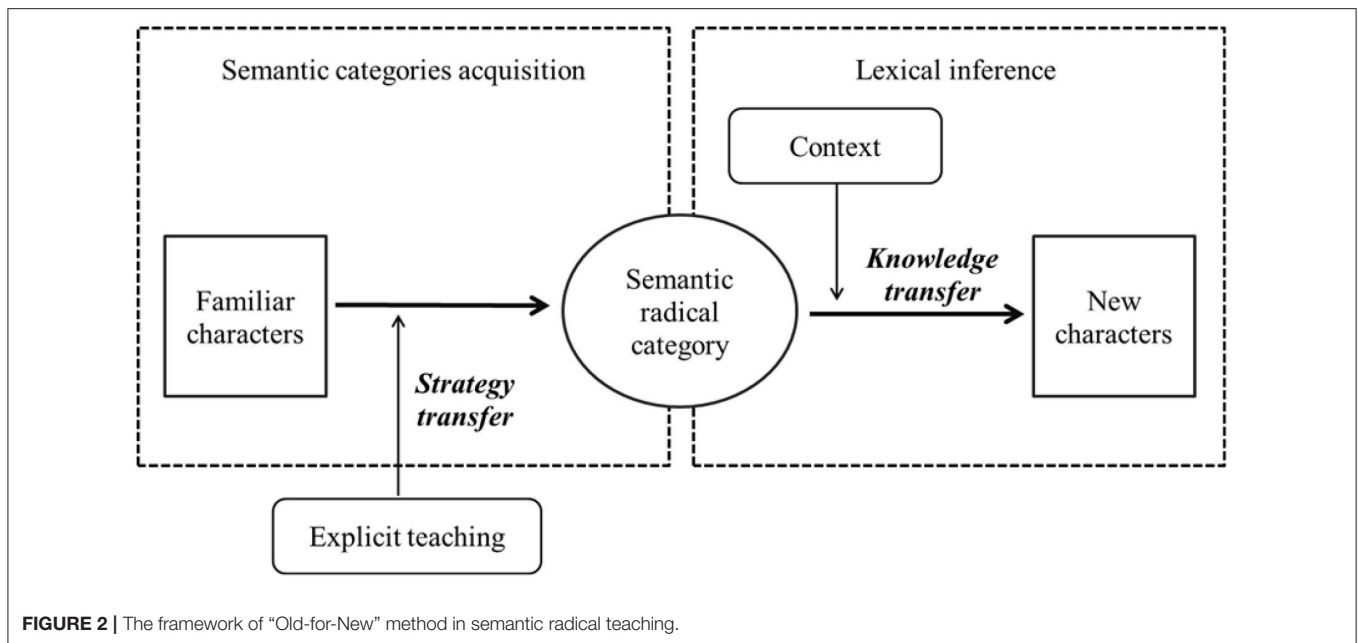 Semantic categories acquisition
Lexical inference
Context
Familiar
characters
Strategy
transfer
Semantic
radical
category
Knowledge
transfer
New
characters
Explicit teaching
FIGURE 2 | The framework of “Old-for-New” method in semantic radical teaching.